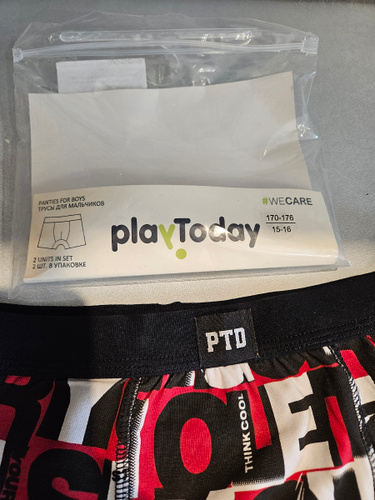 PANTIES FOR BOYS
ТРУСЫ ДЛЯ МАЛЬЧИКОВ
#WECARE
170-176
15-16
playToday
2 UNITS IN SET
2 ШТ. В УПАКОВКЕ
PTD
THINK COOL